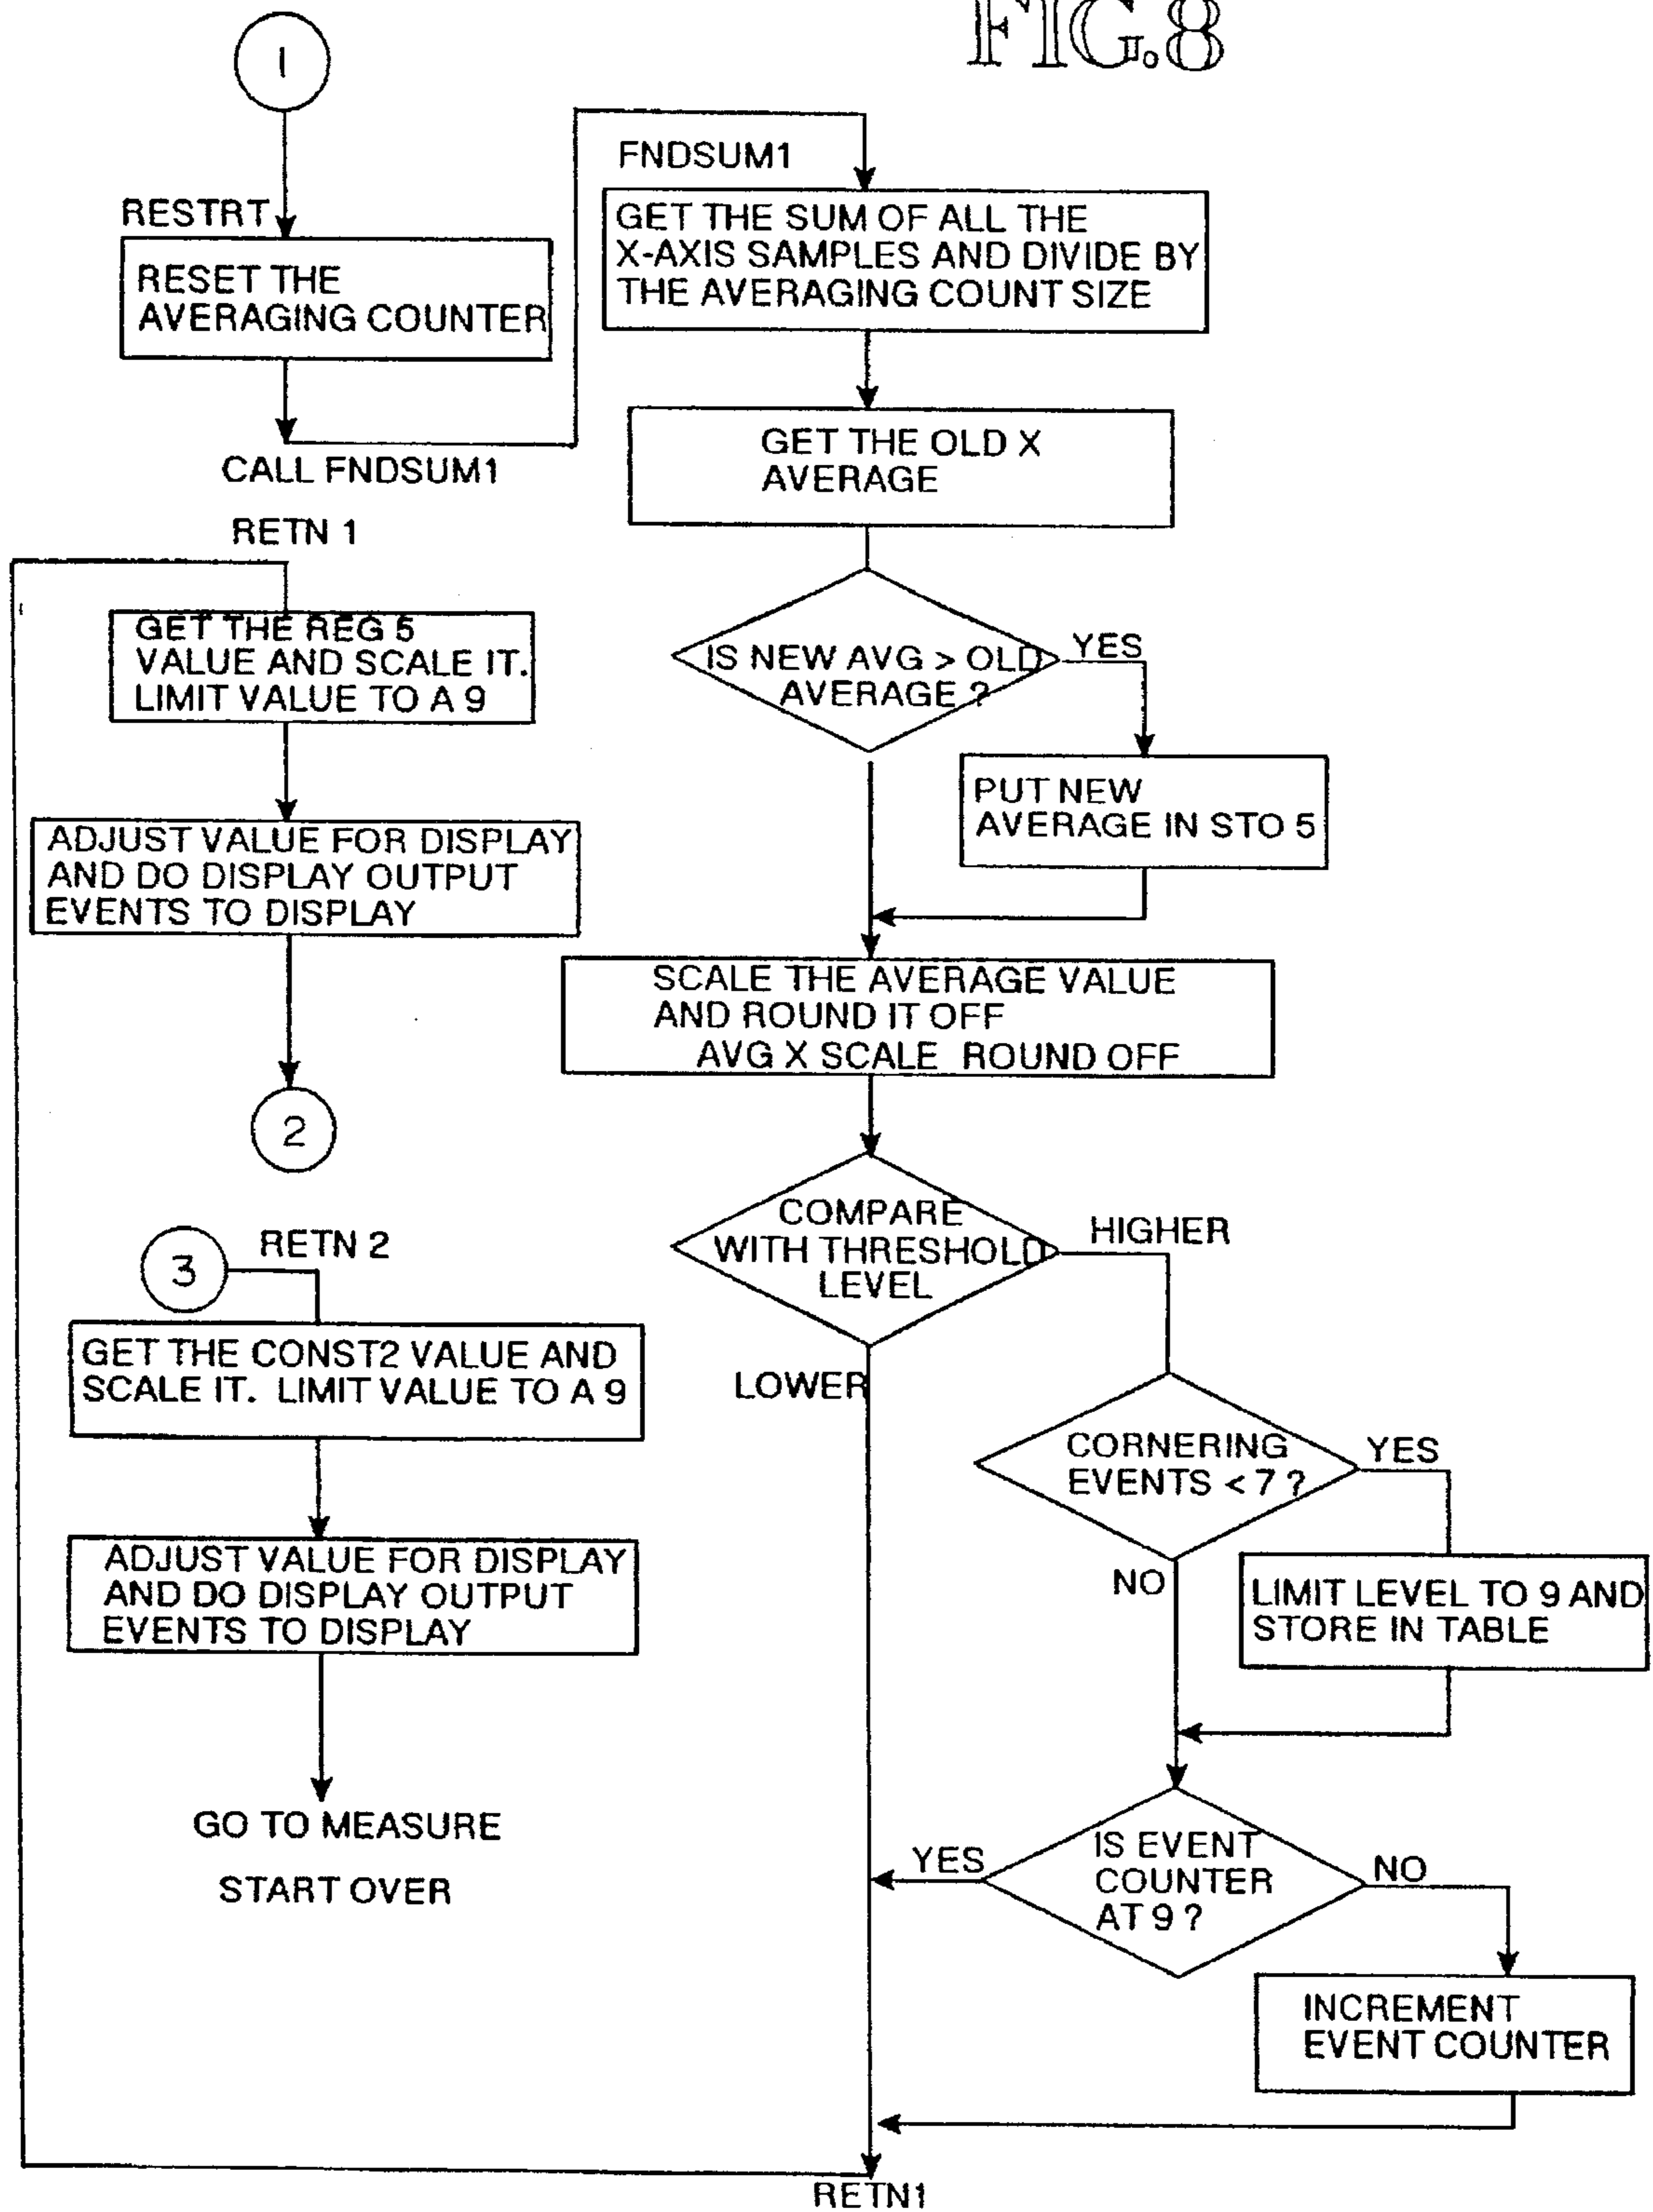 FIG.8
1
RESTRT
RESET THE
AVERAGING COUNTER
CALL FNDSUM1
FNDSUM1
GET THE SUM OF ALL THE
X-AXIS SAMPLES AND DIVIDE BY
THE AVERAGING COUNT SIZE
GET THE OLD X
AVERAGE
IS NEW AVG > OLD
AVERAGE ?
YES
PUT NEW
AVERAGE IN STO 5
SCALE THE AVERAGE VALUE
AND ROUND IT OFF
AVG X SCALE ROUND OFF
COMPARE
WITH THRESHOLD
LEVEL
HIGHER
LOWER
CORNERING
EVENTS < 7 ?
YES
NO
LIMIT LEVEL TO 9 AND
STORE IN TABLE
IS EVENT
COUNTER
AT 9 ?
YES
NO
INCREMENT
EVENT COUNTER
RETN1
RETN 1
GET THE REG 5
VALUE AND SCALE IT.
LIMIT VALUE TO A 9
ADJUST VALUE FOR DISPLAY
AND DO DISPLAY OUTPUT
EVENTS TO DISPLAY
2
3
RETN 2
GET THE CONST2 VALUE AND
SCALE IT. LIMIT VALUE TO A 9
ADJUST VALUE FOR DISPLAY
AND DO DISPLAY OUTPUT
EVENTS TO DISPLAY
GO TO MEASURE
START OVER